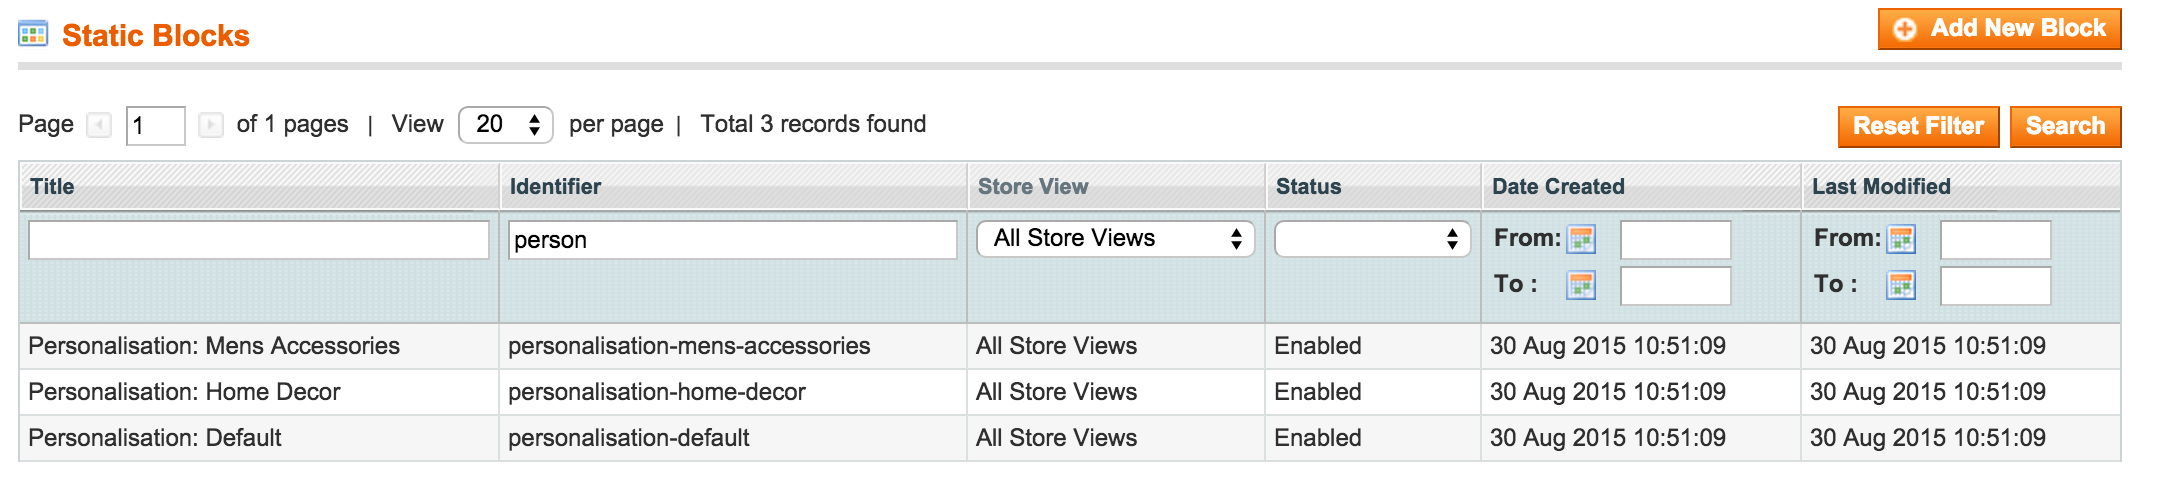 Static Blocks
Add New Block
Page 1 of 1 pages | View 20 per page | Total 3 records found
Reset Filter Search
Title Identifier Store View Status Date Created Last Modified
person All Store Views From: From:
To : To :
Personalisation: Mens Accessories personalisation-mens-accessories All Store Views Enabled 30 Aug 2015 10:51:09 30 Aug 2015 10:51:09
Personalisation: Home Decor personalisation-home-decor All Store Views Enabled 30 Aug 2015 10:51:09 30 Aug 2015 10:51:09
Personalisation: Default personalisation-default All Store Views Enabled 30 Aug 2015 10:51:09 30 Aug 2015 10:51:09